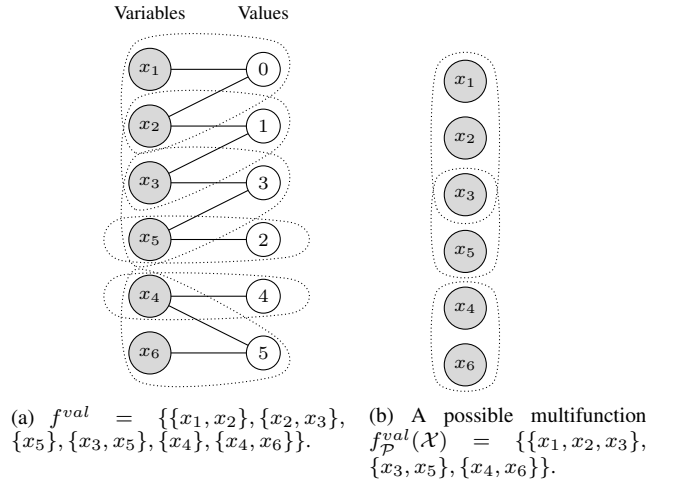 Variables Values
x1 0
x2 1
x3 3
x5 2
x4 4
x6 5
x1
x2
x3
x5
x4
x6
(a) f^val = {{x1, x2}, {x2, x3},
{x5}, {x3, x5}, {x4}, {x4, x6}}.
(b) A possible multifunction
f^val_P(X) = {{x1, x2, x3},
{x3, x5}, {x4, x6}}.